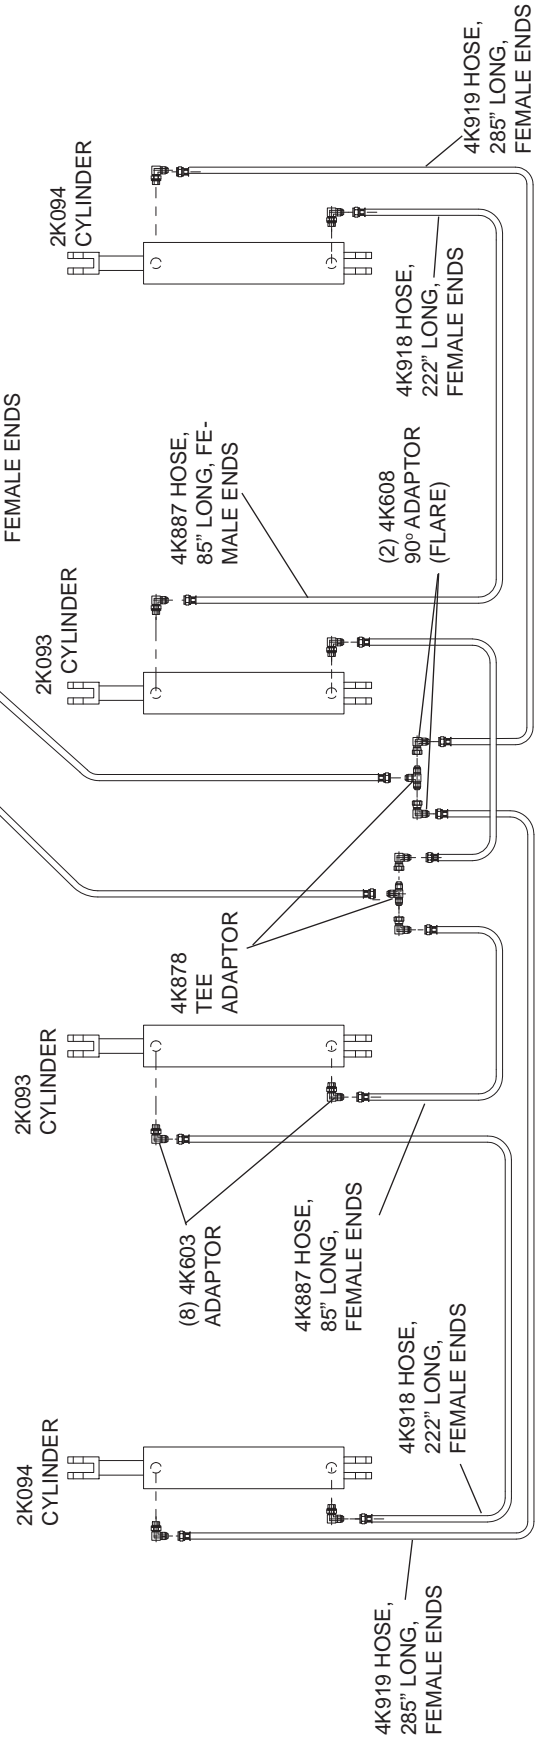 FEMALE ENDS
2K094
CYLINDER
2K093
CYLINDER
2K093
CYLINDER
2K094
CYLINDER
4K887 HOSE,
85” LONG, FE-
MALE ENDS
4K878
TEE
ADAPTOR
(8) 4K603
ADAPTOR
(2) 4K608
90º ADAPTOR
(FLARE)
4K887 HOSE,
85” LONG,
FEMALE ENDS
4K918 HOSE,
222” LONG,
FEMALE ENDS
4K919 HOSE,
285” LONG,
FEMALE ENDS
4K918 HOSE,
222” LONG,
FEMALE ENDS
4K919 HOSE,
285” LONG,
FEMALE ENDS